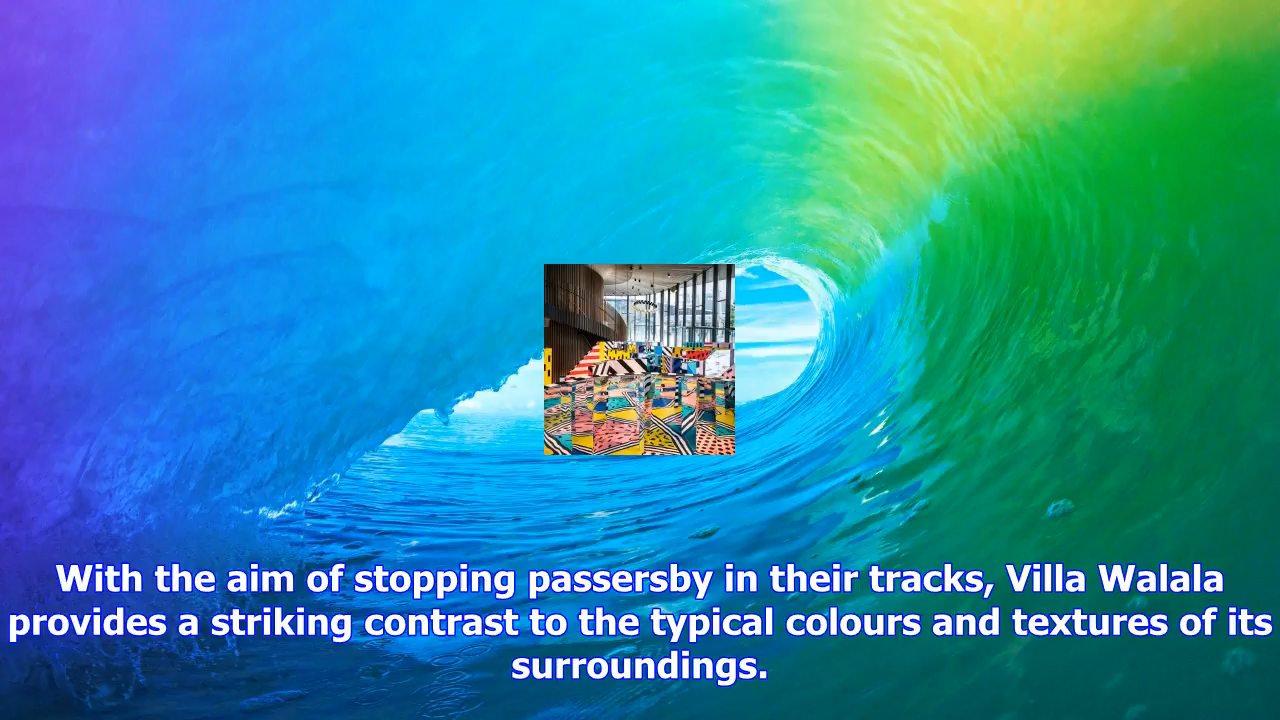 With the aim of stopping passersby in their tracks, Villa Walala
provides a striking contrast to the typical colours and textures of its
surroundings.